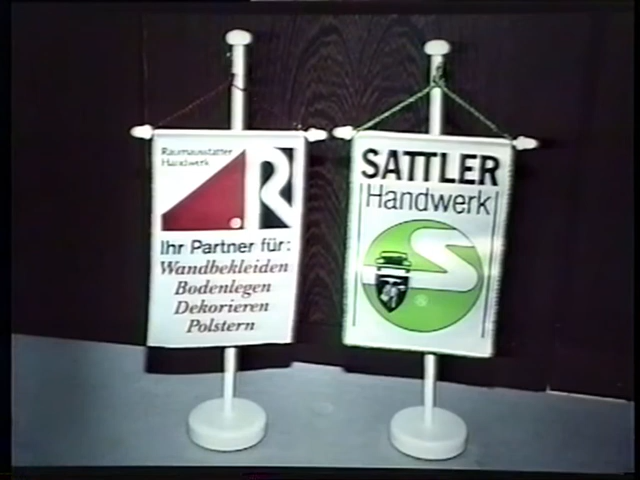 Raumausstatter
Handwerk
R
Ihr Partner für:
Wandbekleiden
Bodenlegen
Dekorieren
Polstern
SATTLER
Handwerk
S
®